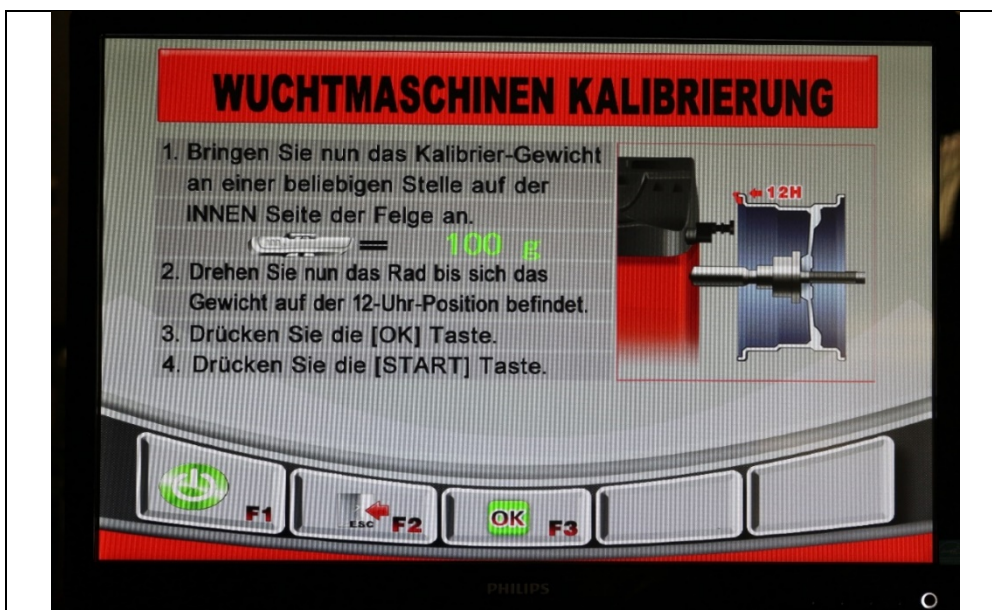 WUCHTMASCHINEN KALIBRIERUNG
1. Bringen Sie nun das Kalibrier-Gewicht
an einer beliebigen Stelle auf der
INNEN Seite der Felge an.
= 100 g
2. Drehen Sie nun das Rad bis sich das
Gewicht auf der 12-Uhr-Position befindet.
3. Drücken Sie die [OK] Taste.
4. Drücken Sie die [START] Taste.
12H
F1
ESC F2
OK F3
PHILIPS